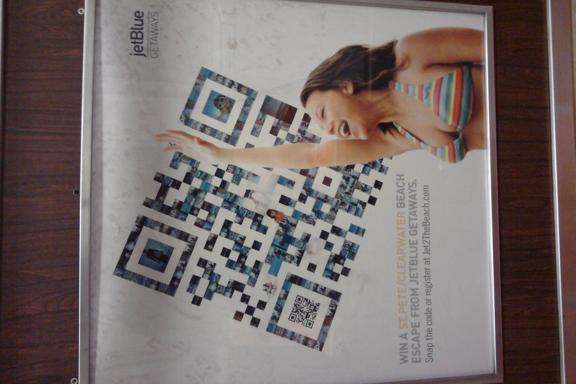 jetBlue
GETAWAYS
WIN A ST.PETE/CLEARWATER BEACH
ESCAPE FROM JETBLUE GETAWAYS.
Snap the code or register at Jet2TheBeach.com